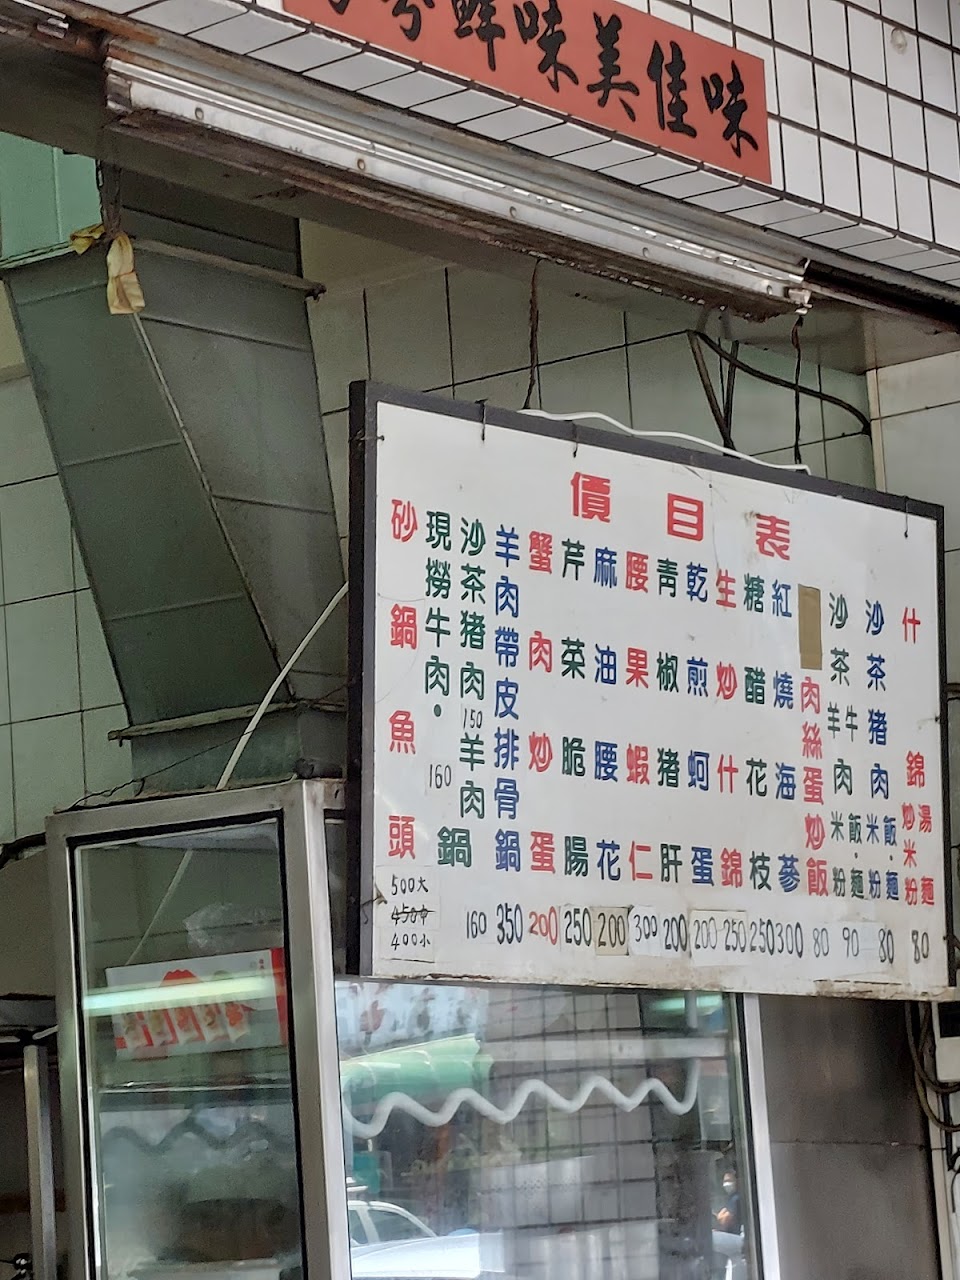 鮮味美佳味
價目表
砂鍋魚頭
500大
450中
400小
現撈牛肉・
160
沙茶猪肉
150
羊肉
鍋
160
羊肉帶皮排骨鍋
350
蟹肉炒蛋
200
芹菜脆腸
250
麻油腰花
200
腰果蝦仁
300
青椒猪肝
200
乾煎蚵蛋
200
生炒什錦
250
糖醋花枝
250
紅燒海蔘
300
肉絲蛋炒飯
80
沙茶羊牛肉
米粉
飯・麵
90
沙茶猪肉
米粉
飯・麵
80
什錦
炒米粉
湯麵
80